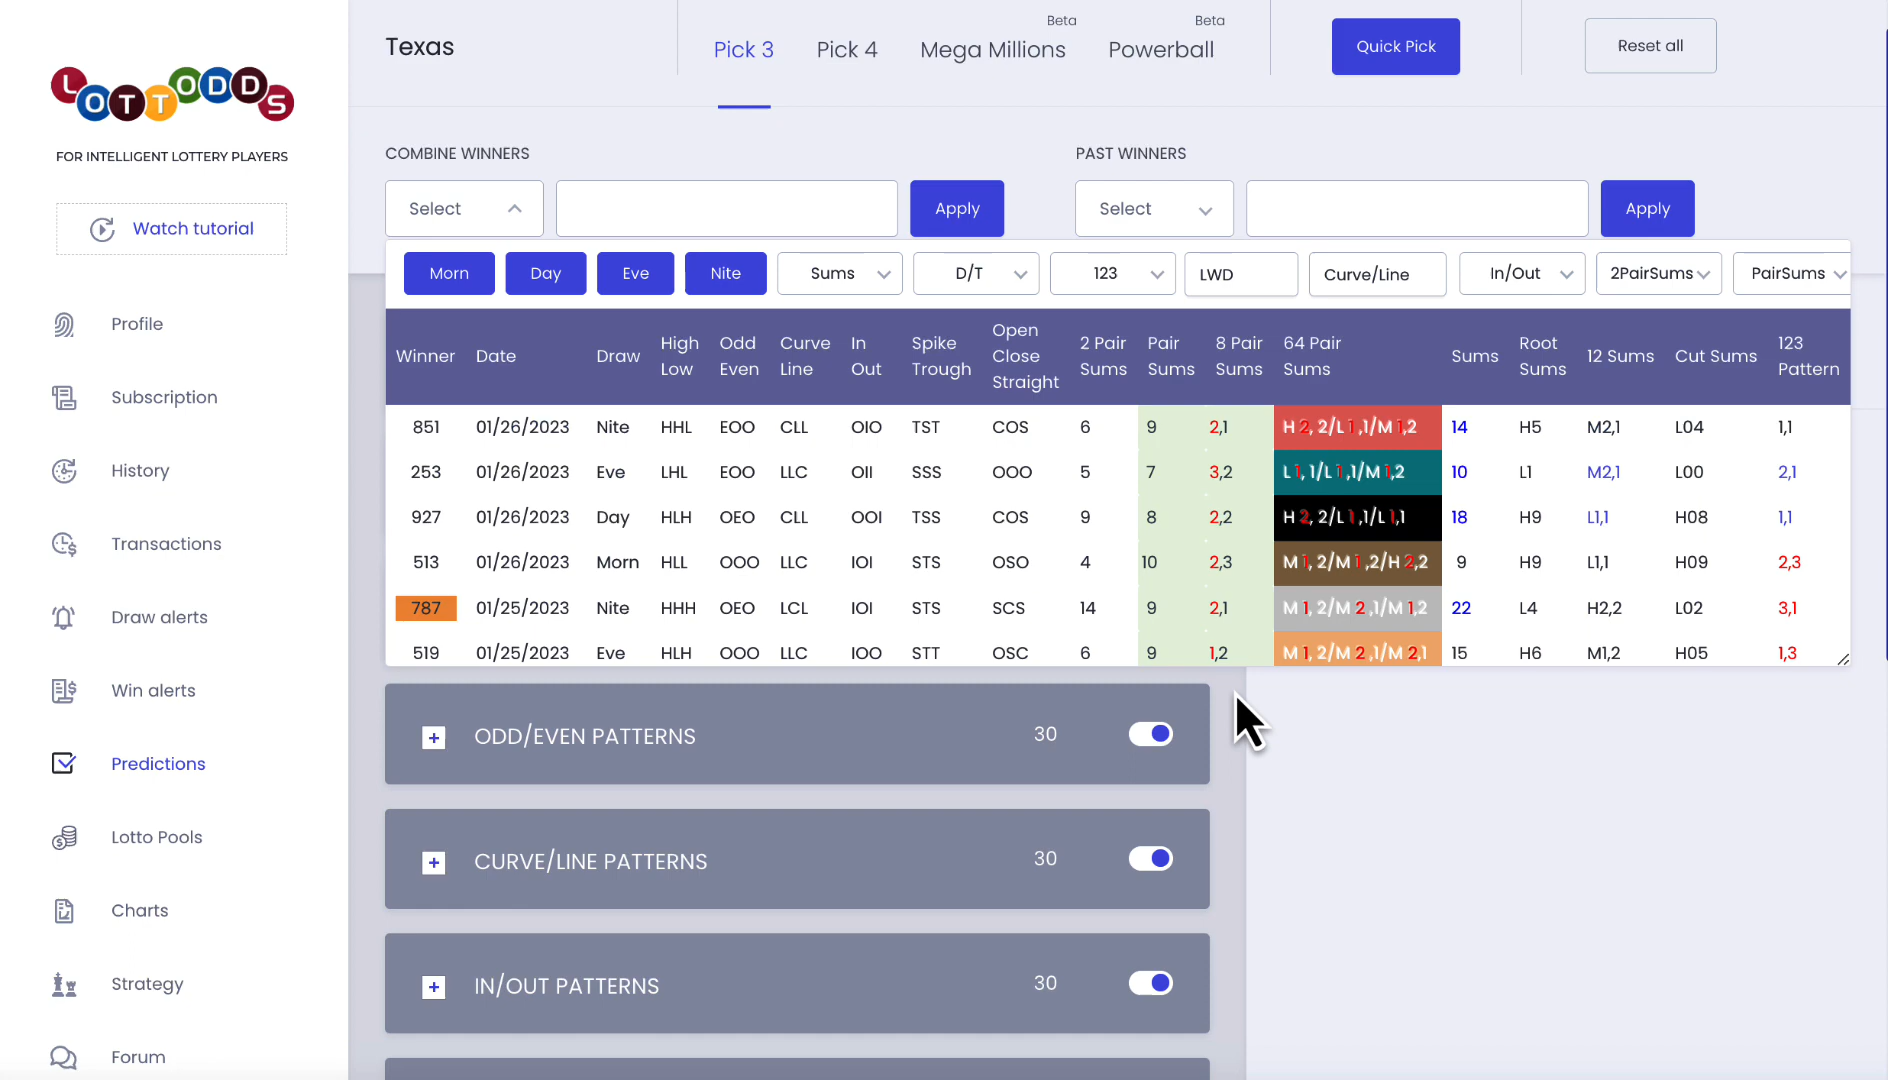 LOTTODDS
FOR INTELLIGENT LOTTERY PLAYERS
Watch tutorial
Profile
Subscription
History
Transactions
Draw alerts
Win alerts
Predictions
Lotto Pools
Charts
Strategy
Forum
Texas
Pick 3
Pick 4
Beta
Mega Millions
Beta
Powerball
Quick Pick
Reset all
COMBINE WINNERS
Select
Apply
PAST WINNERS
Select
Apply
Morn Day Eve Nite Sums D/T 123 LWD Curve/Line In/Out 2PairSums PairSums
Winner Date Draw High Low Odd Even Curve Line In Out Spike Trough Open Close Straight 2 Pair Sums Pair Sums 8 Pair Sums 64 Pair Sums Sums Root Sums 12 Sums Cut Sums 123 Pattern
851 01/26/2023 Nite HHL EOO CLL OIO TST COS 6 9 2,1 H 2, 2/L 1 ,1/M 1,2 14 H5 M2,1 L04 1,1
253 01/26/2023 Eve LHL EOO LLC OII SSS OOO 5 7 3,2 L 1, 1/L 1 ,1/M 1,2 10 L1 M2,1 L00 2,1
927 01/26/2023 Day HLH OEO CLL OOI TSS COS 9 8 2,2 H 2, 2/L 1 ,1/L 1,1 18 H9 L1,1 H08 1,1
513 01/26/2023 Morn HLL OOO LLC IOI STS OSO 4 10 2,3 M 1, 2/M 1 ,2/H 2,2 9 H9 L1,1 H09 2,3
787 01/25/2023 Nite HHH OEO LCL IOI STS SCS 14 9 2,1 M 1, 2/M 2 ,1/M 1,2 22 L4 H2,2 L02 3,1
519 01/25/2023 Eve HLH OOO LLC IOO STT OSC 6 9 1,2 M 1, 2/M 2 ,1/M 2,1 15 H6 M1,2 H05 1,3
+ ODD/EVEN PATTERNS 30
+ CURVE/LINE PATTERNS 30
+ IN/OUT PATTERNS 30